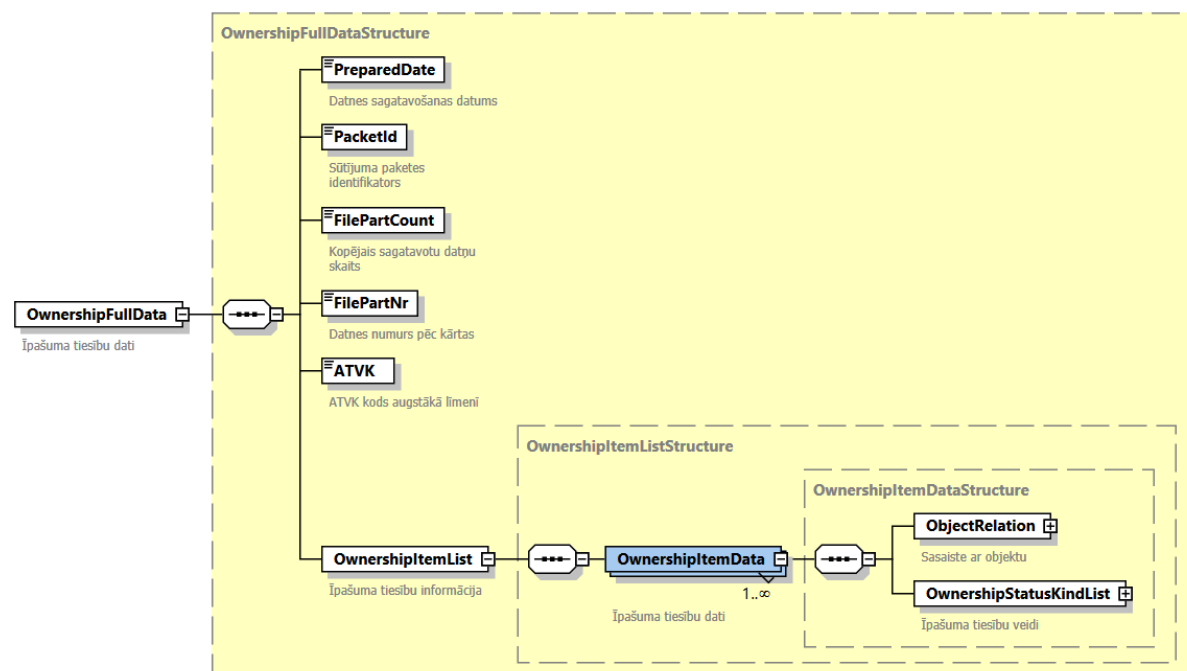 OwnershipFullDataStructure
PreparedDate
Datnes sagatavošanas datums
PacketId
Sūtījuma paketes
identifikators
FilePartCount
Kopējais sagatavotu datņu
skaits
FilePartNr
Datnes numurs pēc kārtas
OwnershipFullData
Īpašuma tiesību dati
ATVK
ATVK kods augstākā līmenī
OwnershipItemListStructure
OwnershipItemDataStructure
ObjectRelation
Sasaiste ar objektu
OwnershipItemList
Īpašuma tiesību informācija
OwnershipItemData
1..∞
Īpašuma tiesību dati
OwnershipStatusKindList
Īpašuma tiesību veidi